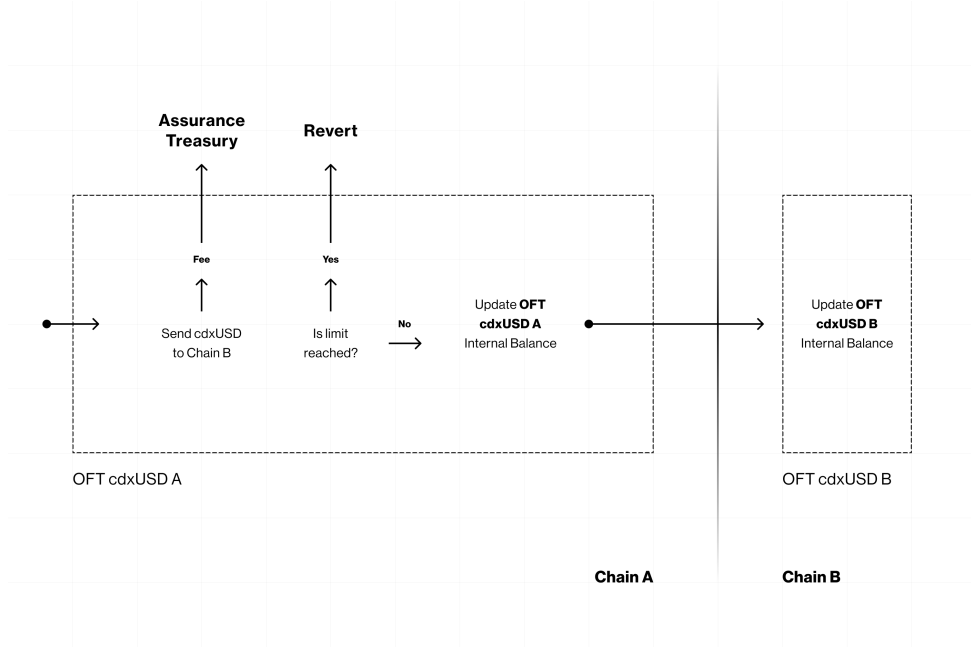 Assurance
Treasury
Revert
Fee
Yes
Send cdxUSD
to Chain B
Is limit
reached?
No
Update OFT
cdxUSD A
Internal Balance
Update OFT
cdxUSD B
Internal Balance
OFT cdxUSD A
OFT cdxUSD B
Chain A
Chain B